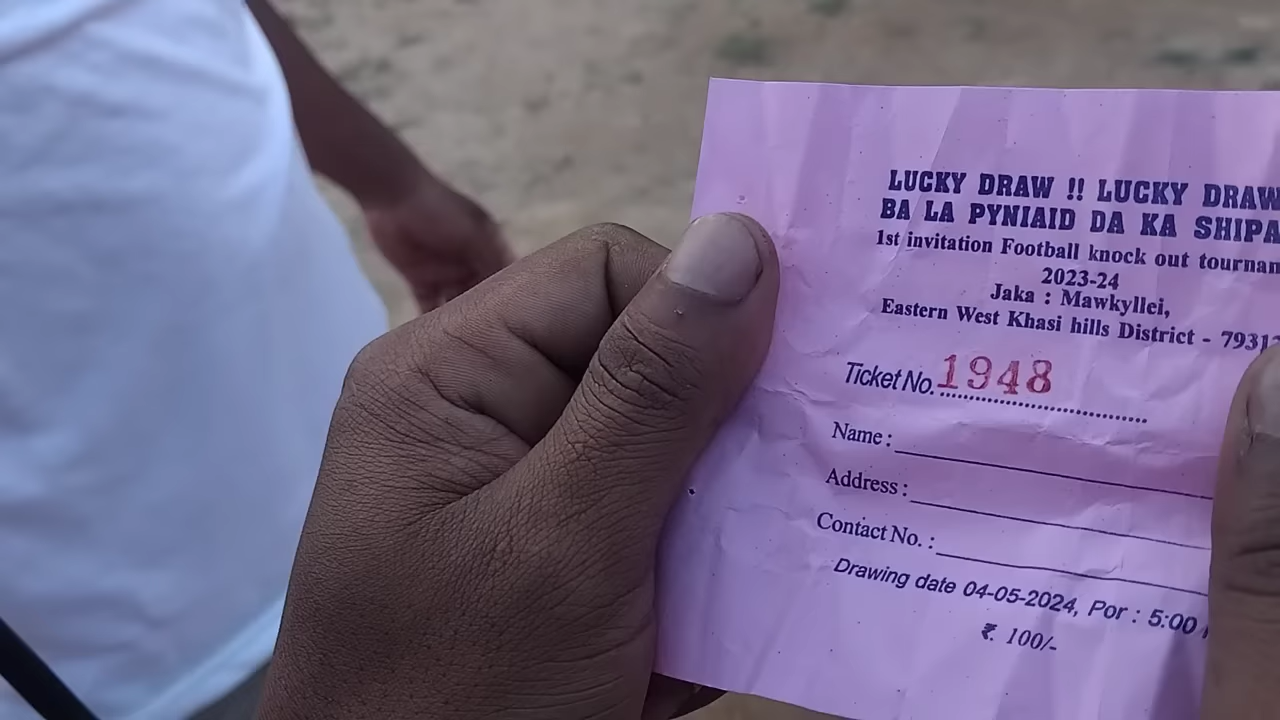 LUCKY DRAW !! LUCKY DRAW
BA LA PYNIAID DA KA SHIPA
1st invitation Football knock out tournam
2023-24
Jaka : Mawkyllei,
Eastern West Khasi hills District - 7931
Ticket No. 1948
Name :
Address :
Contact No. :
Drawing date 04-05-2024, Por : 5:00
₹. 100/-